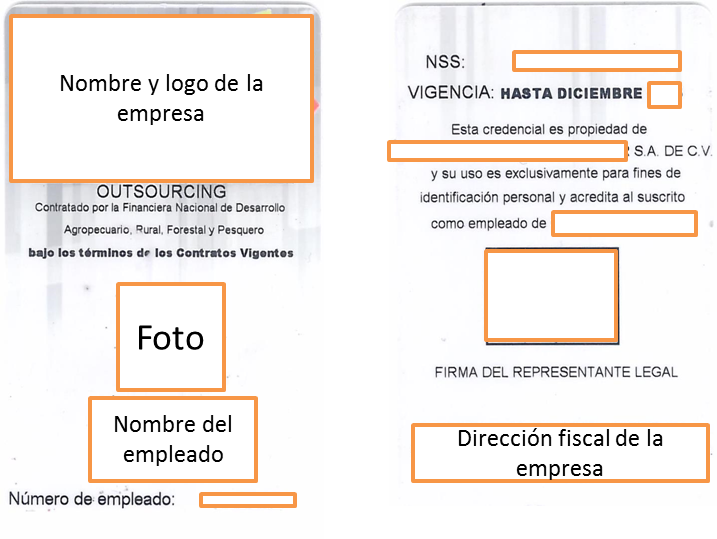 Nombre y logo de la
empresa
OUTSOURCING
Contratado por la Financiera Nacional de Desarrollo
Agropecuario, Rural, Forestal y Pesquero
bajo los términos de los Contratos Vigentes
Foto
Nombre del
empleado
Número de empleado:
NSS:
VIGENCIA: HASTA DICIEMBRE
Esta credencial es propiedad de
S.A. DE C.V.
y su uso es exclusivamente para fines de
identificación personal y acredita al suscrito
como empleado de
FIRMA DEL REPRESENTANTE LEGAL
Dirección fiscal de la
empresa